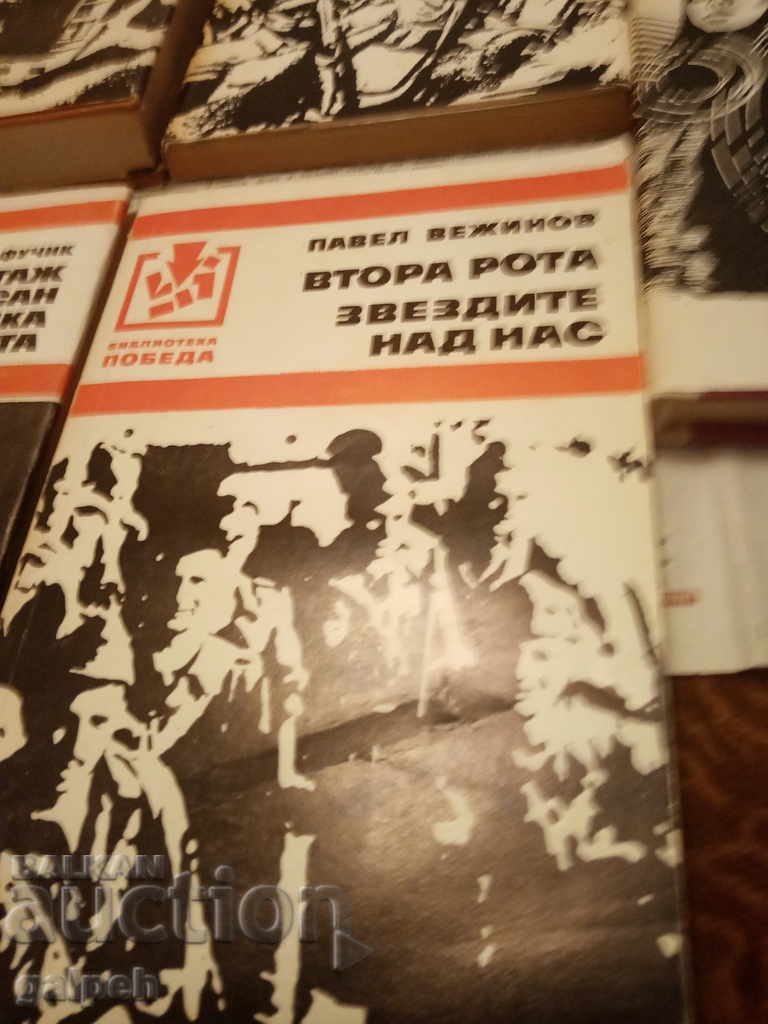 ПАВЕЛ ВЕЖИНОВ
ВТОРА РОТА
ЗВЕЗДИТЕ
НАД НАС
БИБЛИОТЕКА
ПОБЕДА
ФУЧИК
ТАЖ
САН
КА
ТА
BALKAN
auction
galpeh